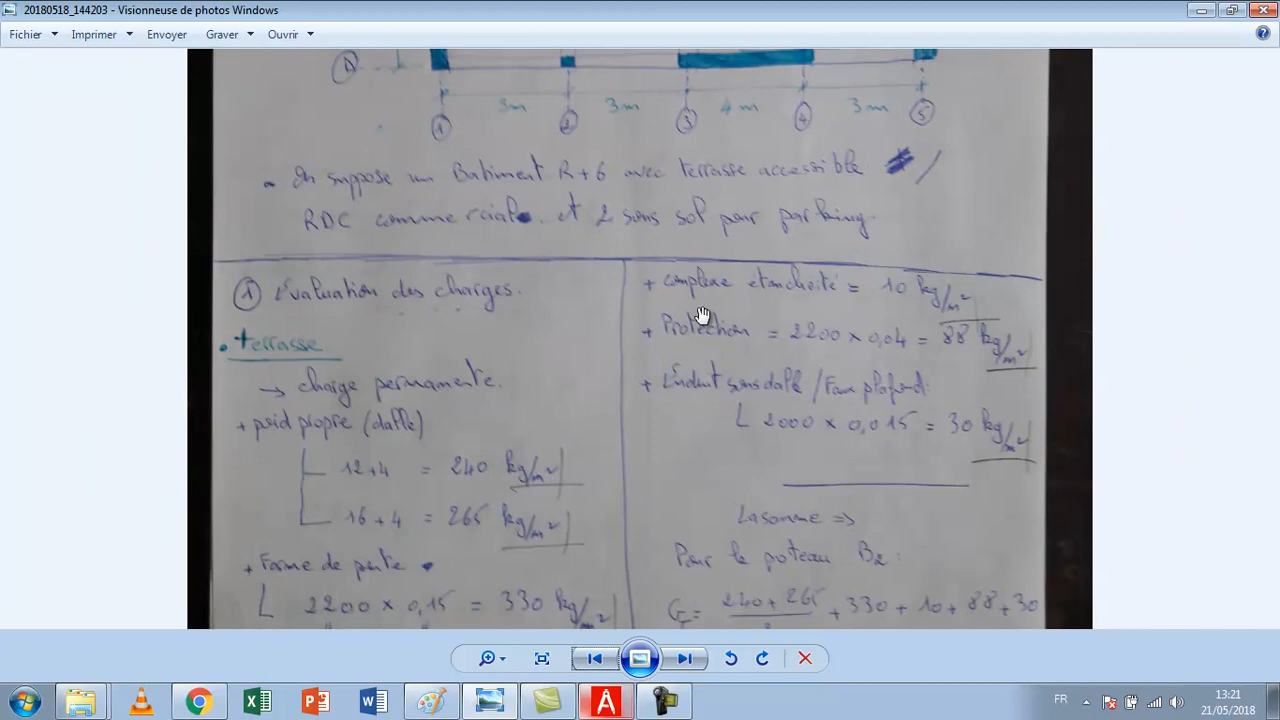 20180518_144203 - Visionneuse de photos Windows
Fichier Imprimer Envoyer Graver Ouvrir
D
3m 3m 4m 3m
1 2 3 4 5
- On suppose un Batiment R+6 avec terrasse accessible
RDC commercial. et 2 sous sol pour parking.
① Evaluation des charges.
• terrasse
→ charge permanente.
+ poid propre (dalle)
12+4 = 240 kg/m²
16+4 = 265 kg/m²
+ Forme de pente
2200 x 0,15 = 330 kg/m²
+ complexe étanchéité = 10 kg/m²
+ Protection = 2200 x 0,04 = 88 kg/m²
+ Enduit sous dalle / Faux plafond:
2000 x 0,015 = 30 kg/m²
La somme =>
Pour le poteau B2:
G = 240 + 265 + 330 + 10 + 88 + 30
FR
13:21
21/05/2018